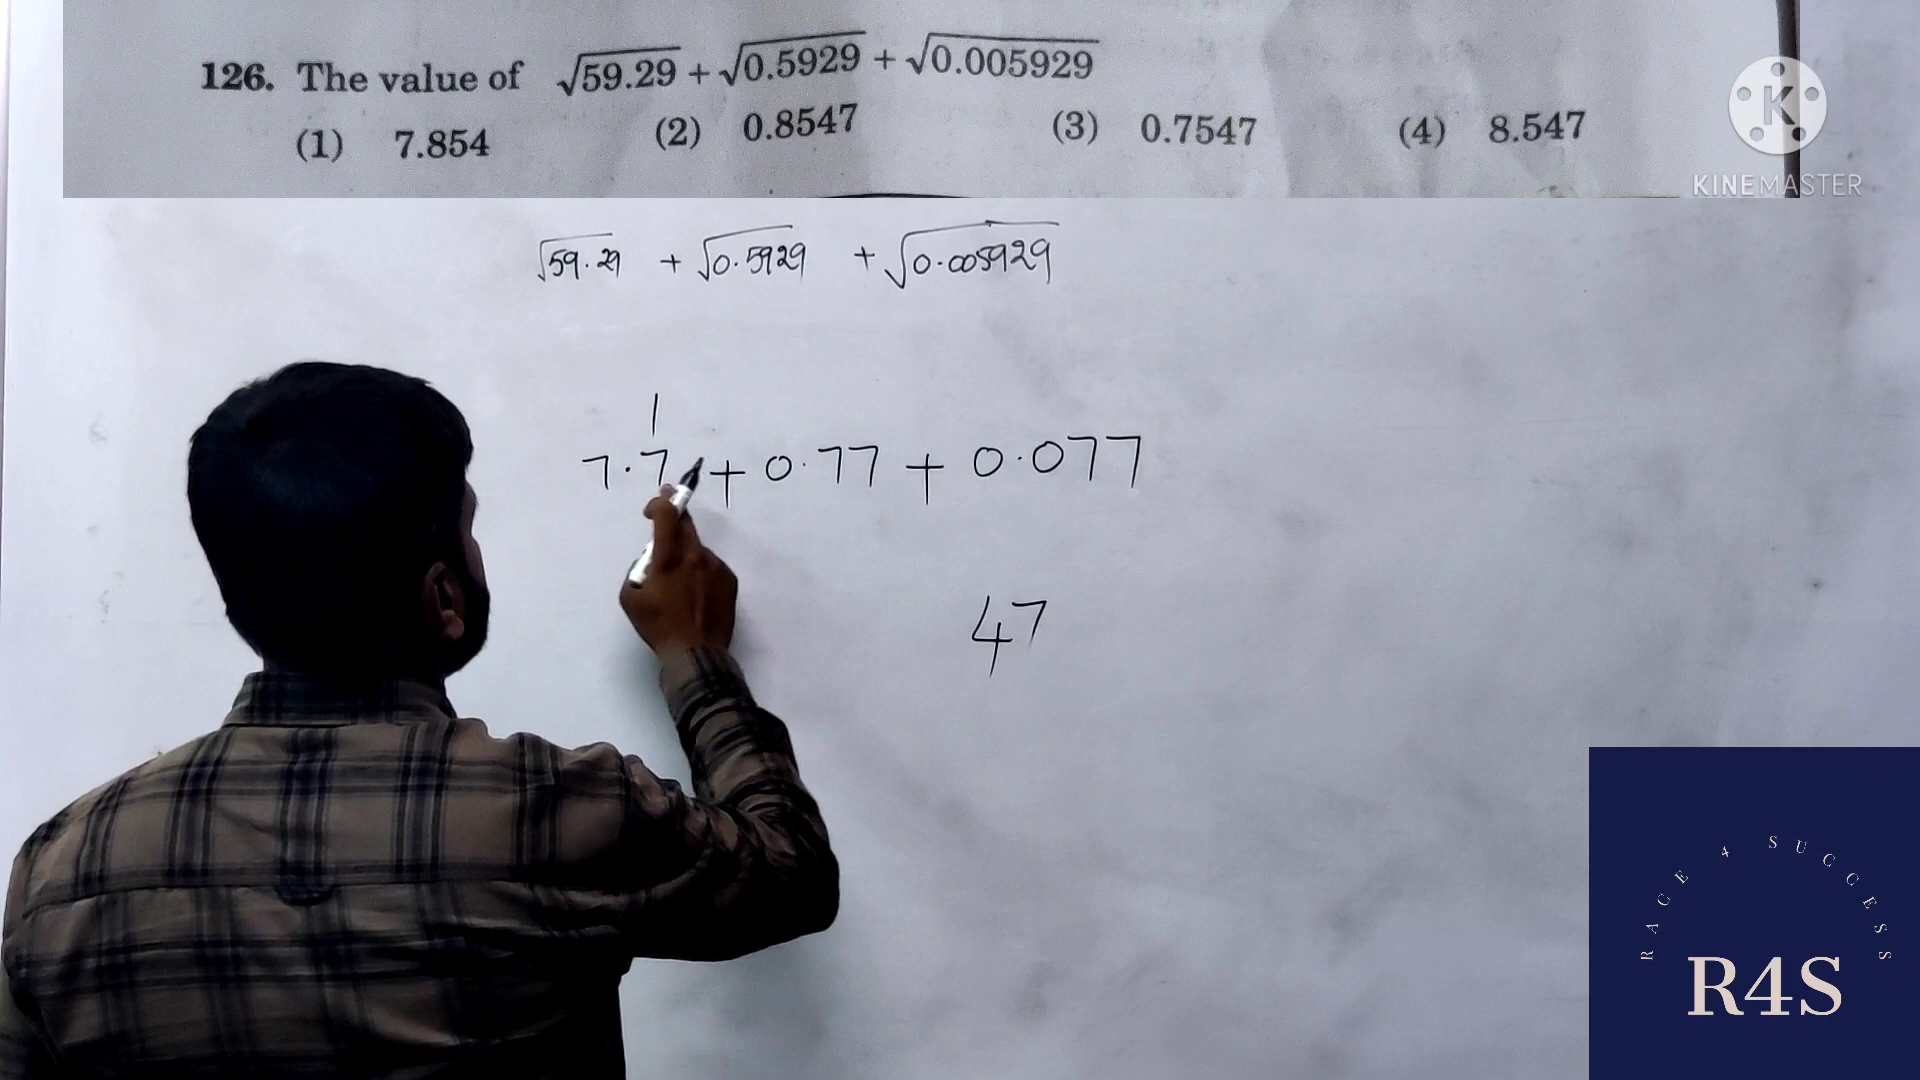 126. The value of √59.29 + √0.5929 + √0.005929
(1) 7.854 (2) 0.8547 (3) 0.7547 (4) 8.547
K
KINEMASTER
√59.29 + √0.5929 + √0.005929
1
7.7 + 0.77 + 0.077
47
RACE 4 SUCCESS
R4S